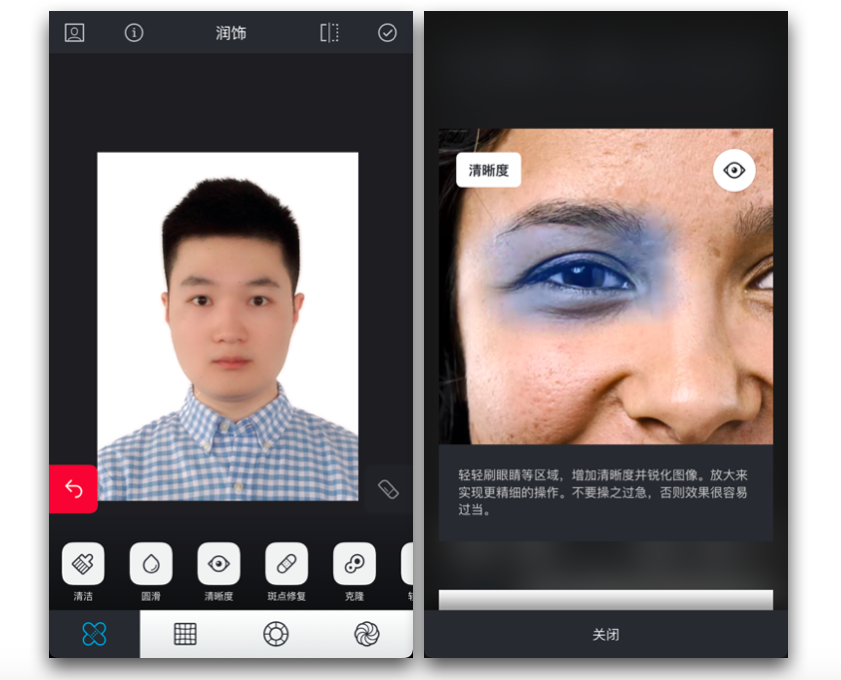 润饰
清洁
圆滑
清晰度
斑点修复
克隆
清晰度
轻轻刷眼睛等区域，增加清晰度并锐化图像。放大来
实现更精细的操作。不要操之过急，否则效果很容易
过当。
关闭